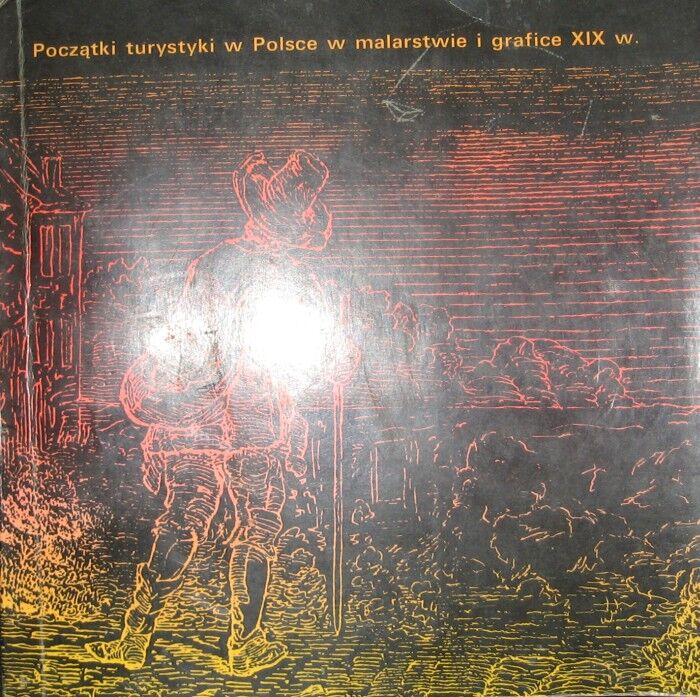 Początki turystyki w Polsce w malarstwie i grafice XIX w.